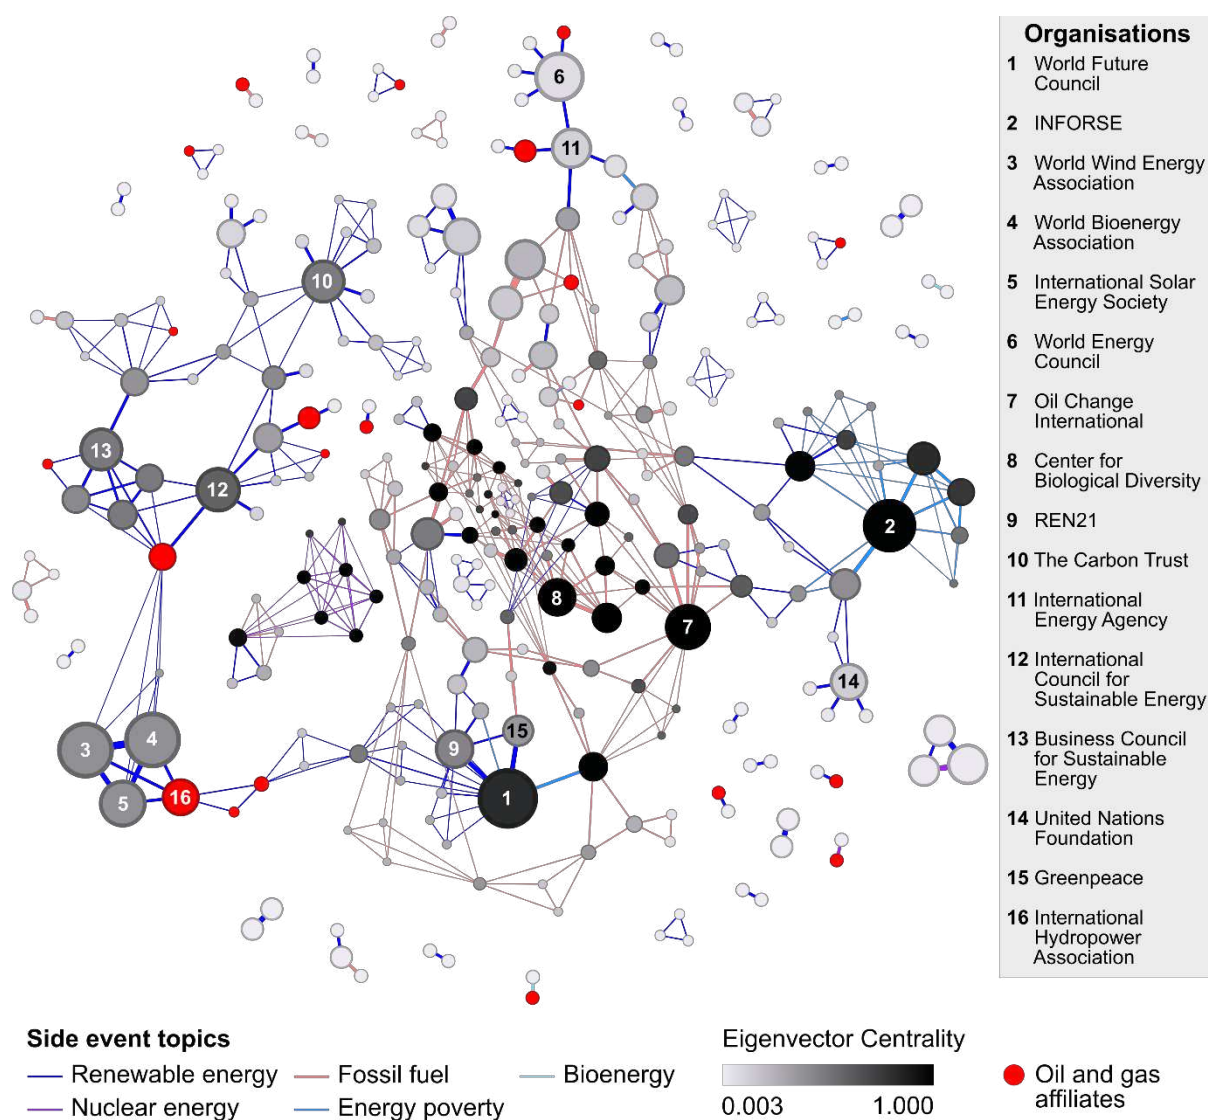 Organisations
1 World Future
Council
2 INFORSE
3 World Wind Energy
Association
4 World Bioenergy
Association
5 International Solar
Energy Society
6 World Energy
Council
7 Oil Change
International
8 Center for
Biological Diversity
9 REN21
10 The Carbon Trust
11 International
Energy Agency
12 International
Council for
Sustainable Energy
13 Business Council
for Sustainable
Energy
14 United Nations
Foundation
15 Greenpeace
16 International
Hydropower
Association
6
11
10
13
12
2
8
7
14
3
4
5
16
9
15
1
Side event topics
Renewable energy
Fossil fuel
Bioenergy
Nuclear energy
Energy poverty
Eigenvector Centrality
0.003
1.000
Oil and gas
affiliates